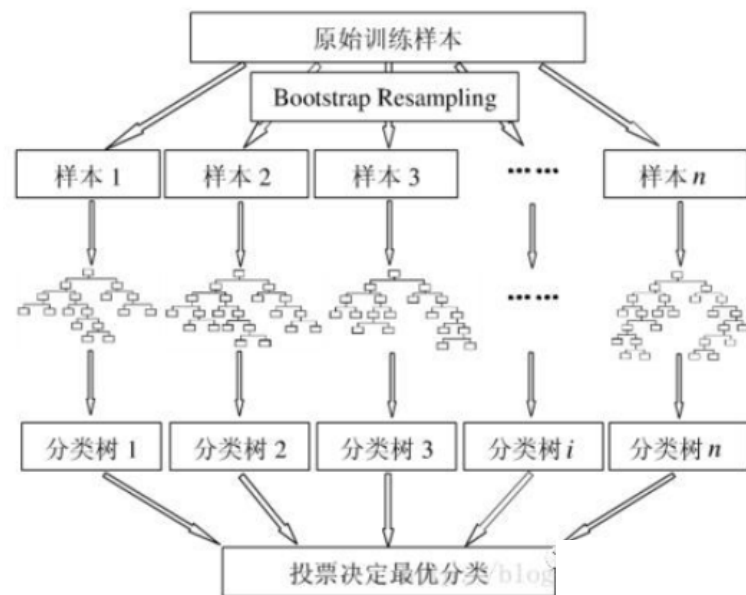 原始训练样本
Bootstrap Resampling
样本 1
样本 2
样本 3
……
样本 n
……
分类树 1
分类树 2
分类树 3
分类树 i
分类树 n
投票决定最优分类
/blog